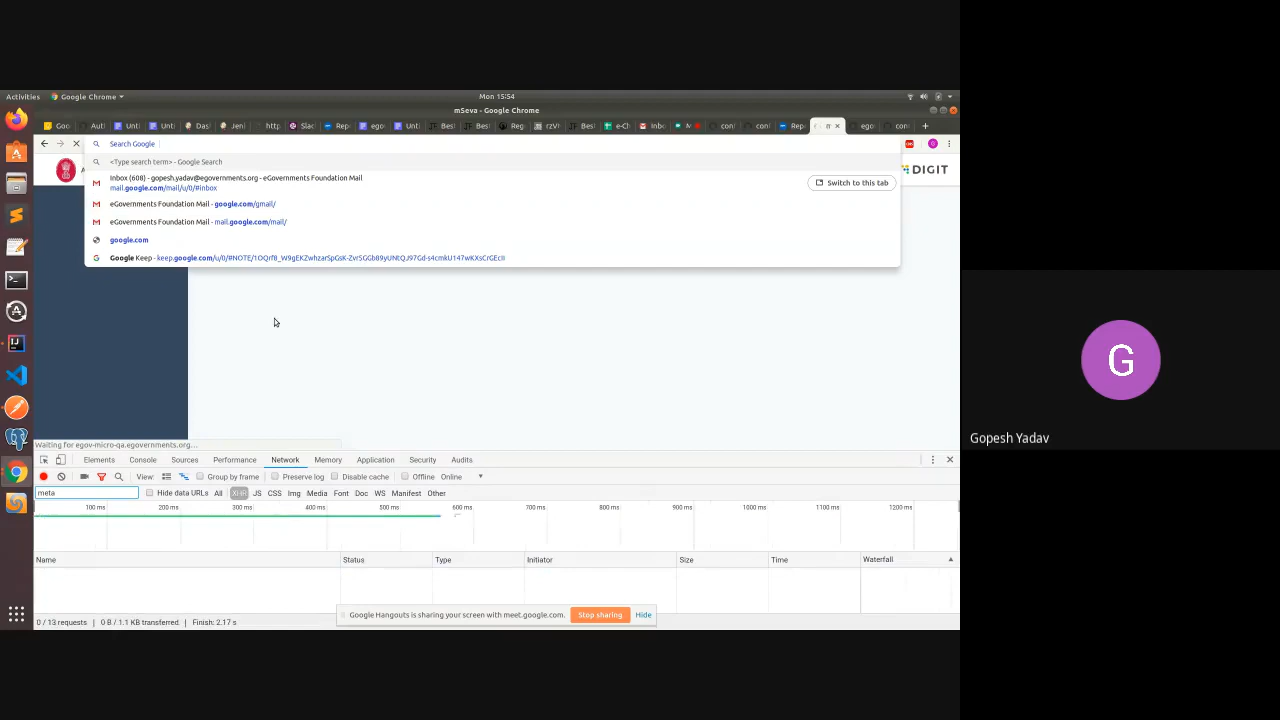 Activities
Google Chrome
Mon 15:54
mSeva - Google Chrome
Search Google
<Type search term> - Google Search
Inbox (608) - gopesh.yadav@egovernments.org - eGovernments Foundation Mail
mail.google.com/mail/u/0/#inbox
Switch to this tab
DIGIT
eGovernments Foundation Mail - google.com/gmail/
eGovernments Foundation Mail - mail.google.com/mail/
google.com
Waiting for egov-micro-qa.egovernments.org...
Elements Console Sources Performance Network Memory Application Security Audits
View: Group by frame Preserve log Disable cache Offline Online
meta Hide data URLs All XHR JS CSS Img Media Font Doc WS Manifest Other
100 ms 200 ms 300 ms 400 ms 500 ms 600 ms 700 ms 800 ms 900 ms 1000 ms 1100 ms 1200 ms
Name Status Type Initiator Size Time Waterfall
Google Hangouts is sharing your screen with meet.google.com. Stop sharing Hide
0 / 13 requests | 0 B / 1.1 KB transferred | Finish: 2.17 s
G
Gopesh Yadav